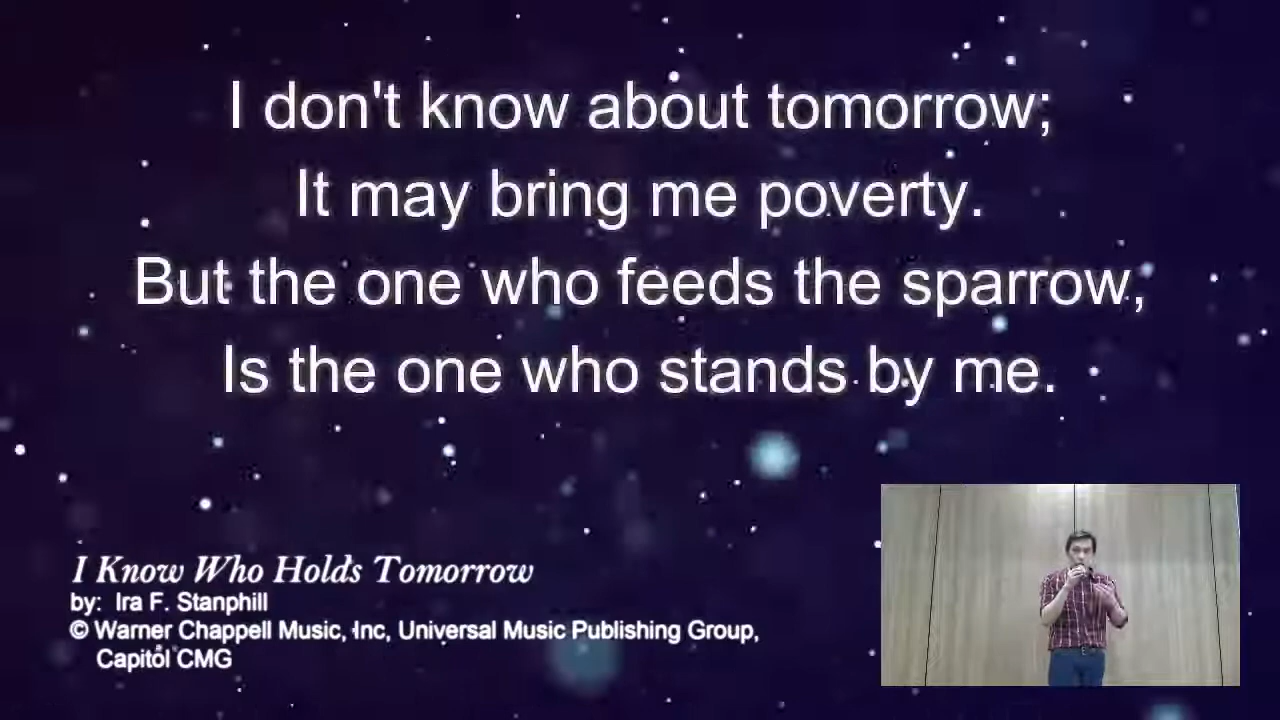 I don't know about tomorrow;
It may bring me poverty.
But the one who feeds the sparrow,
Is the one who stands by me.
I Know Who Holds Tomorrow
by: Ira F. Stanphill
© Warner Chappell Music, Inc, Universal Music Publishing Group,
Capitol CMG